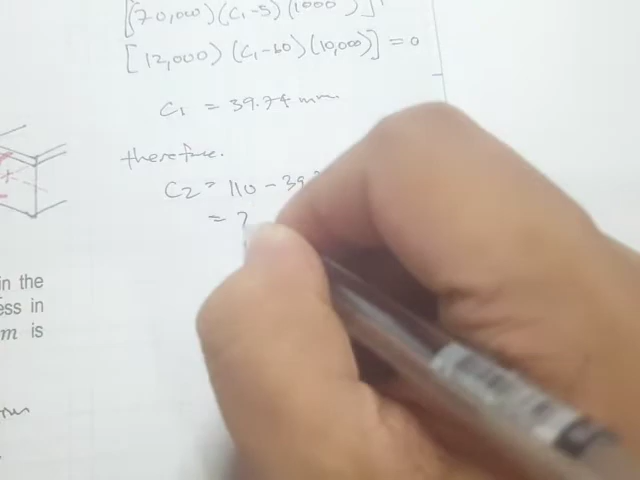 [(70,000)(C1-5)(1000)]
[12,000)(C1-60)(10,000)] = 0
C1 = 39.74 mm
therefore.
C2 = 110 - 39
=
in the
ess in
m is
mm